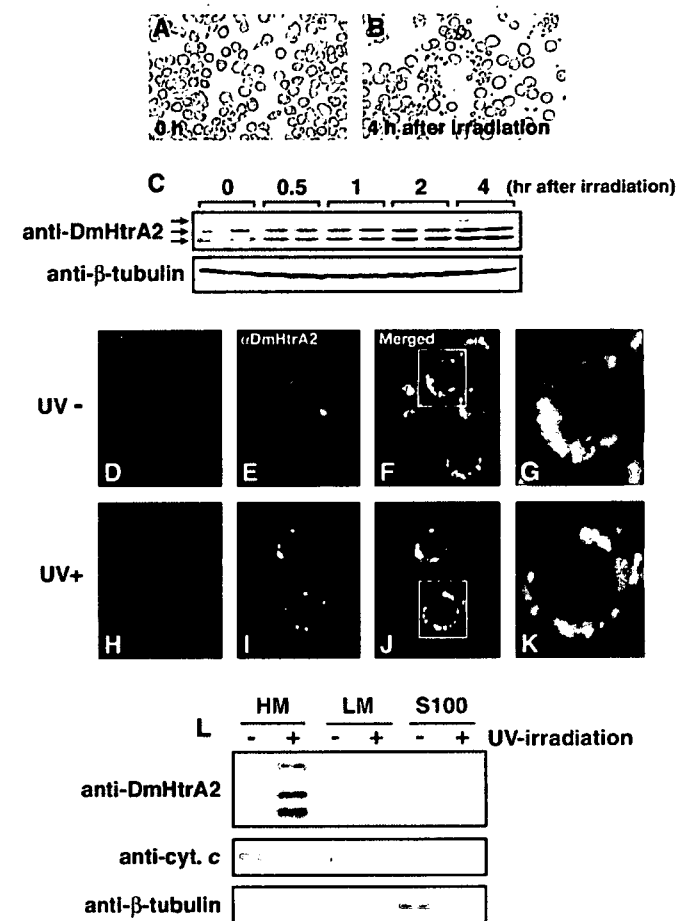 A
B
0 h
4 h after irradiation
C
0 0.5 1 2 4 (hr after irradiation)
anti-DmHtrA2
anti-β-tubulin
αDmHtrA2
Merged
UV -
D
E
F
G
UV+
H
I
J
K
HM LM S100
L
- + - + - + UV-irradiation
anti-DmHtrA2
anti-cyt. c
anti-β-tubulin